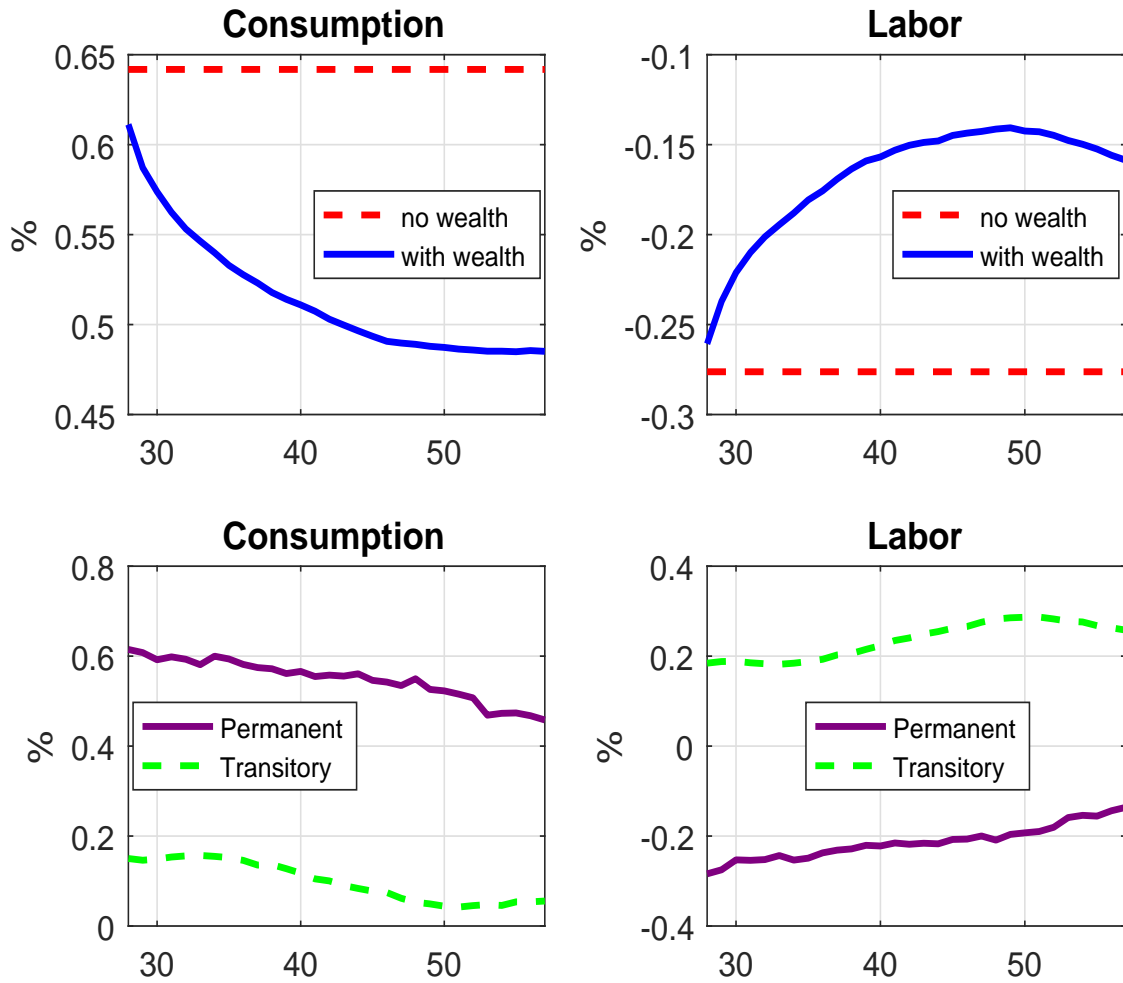 Consumption
%
0.65
0.6
0.55
0.5
0.45
no wealth
with wealth
30 40 50
Labor
%
-0.1
-0.15
-0.2
-0.25
-0.3
no wealth
with wealth
30 40 50
Consumption
%
0.8
0.6
0.4
0.2
0
Permanent
Transitory
30 40 50
Labor
%
0.4
0.2
0
-0.2
-0.4
Permanent
Transitory
30 40 50